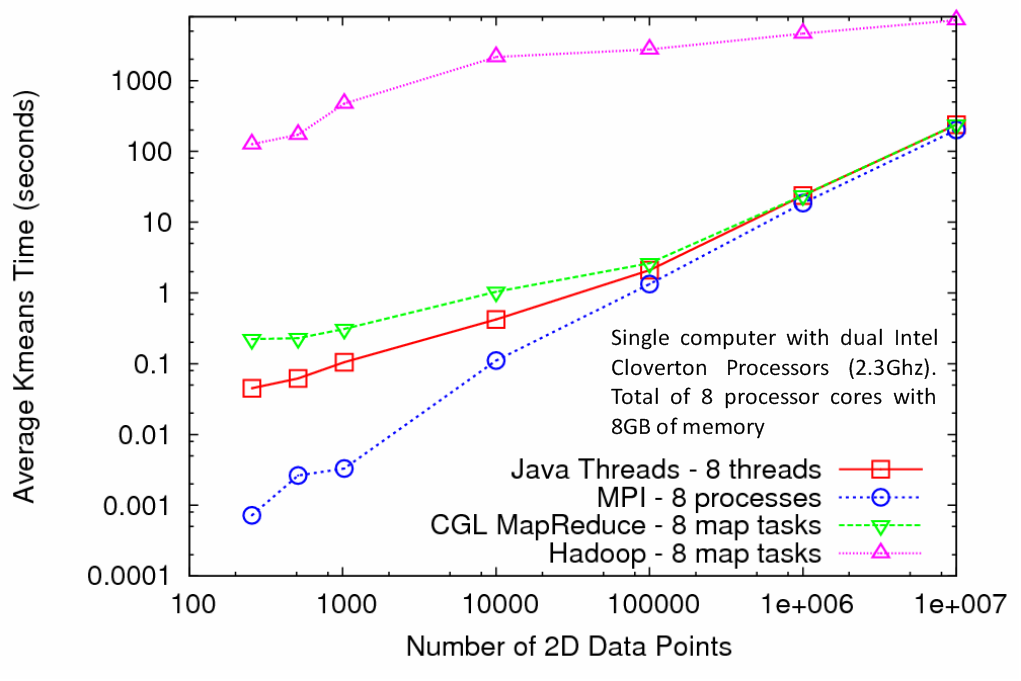 Average Kmeans Time (seconds)
1000
100
10
1
0.1
0.01
0.001
0.0001
Single computer with dual Intel
Cloverton Processors (2.3Ghz).
Total of 8 processor cores with
8GB of memory
Java Threads - 8 threads
MPI - 8 processes
CGL MapReduce - 8 map tasks
Hadoop - 8 map tasks
100 1000 10000 100000 1e+006 1e+007
Number of 2D Data Points